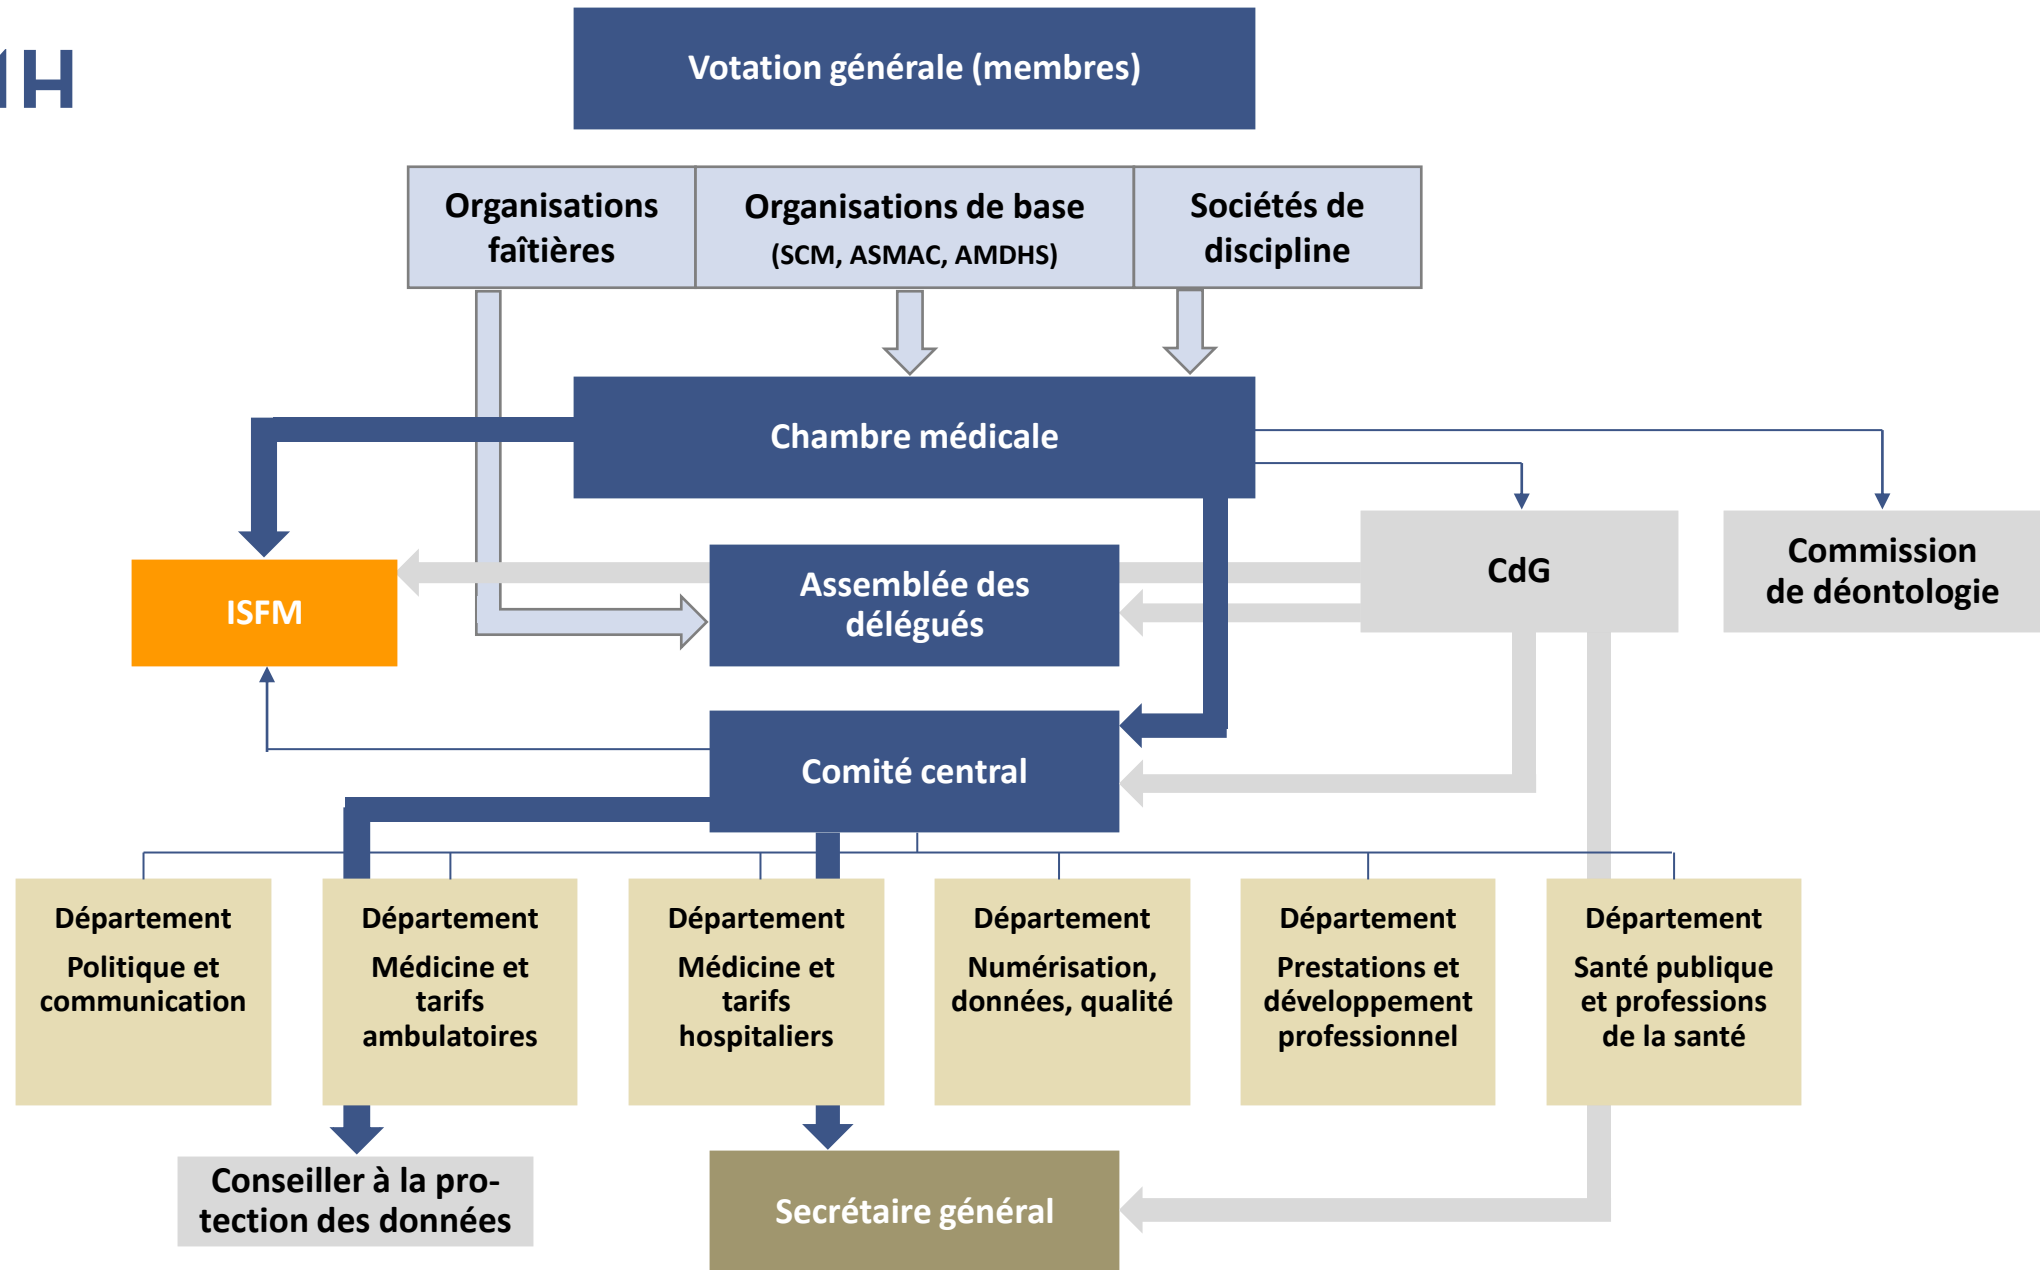 Votation générale (membres)
Organisations
faîtières
Organisations de base
(SCM, ASMAC, AMDHS)
Sociétés de
discipline
Chambre médicale
ISFM
Assemblée des
délégués
CdG
Commission
de déontologie
Comité central
Département
Politique et
communication
Département
Médicine et
tarifs
ambulatoires
Département
Médicine et
tarifs
hospitaliers
Département
Numérisation,
données, qualité
Département
Prestations et
développement
professionnel
Département
Santé publique
et professions
de la santé
Conseiller à la pro-
tection des données
Secrétaire général